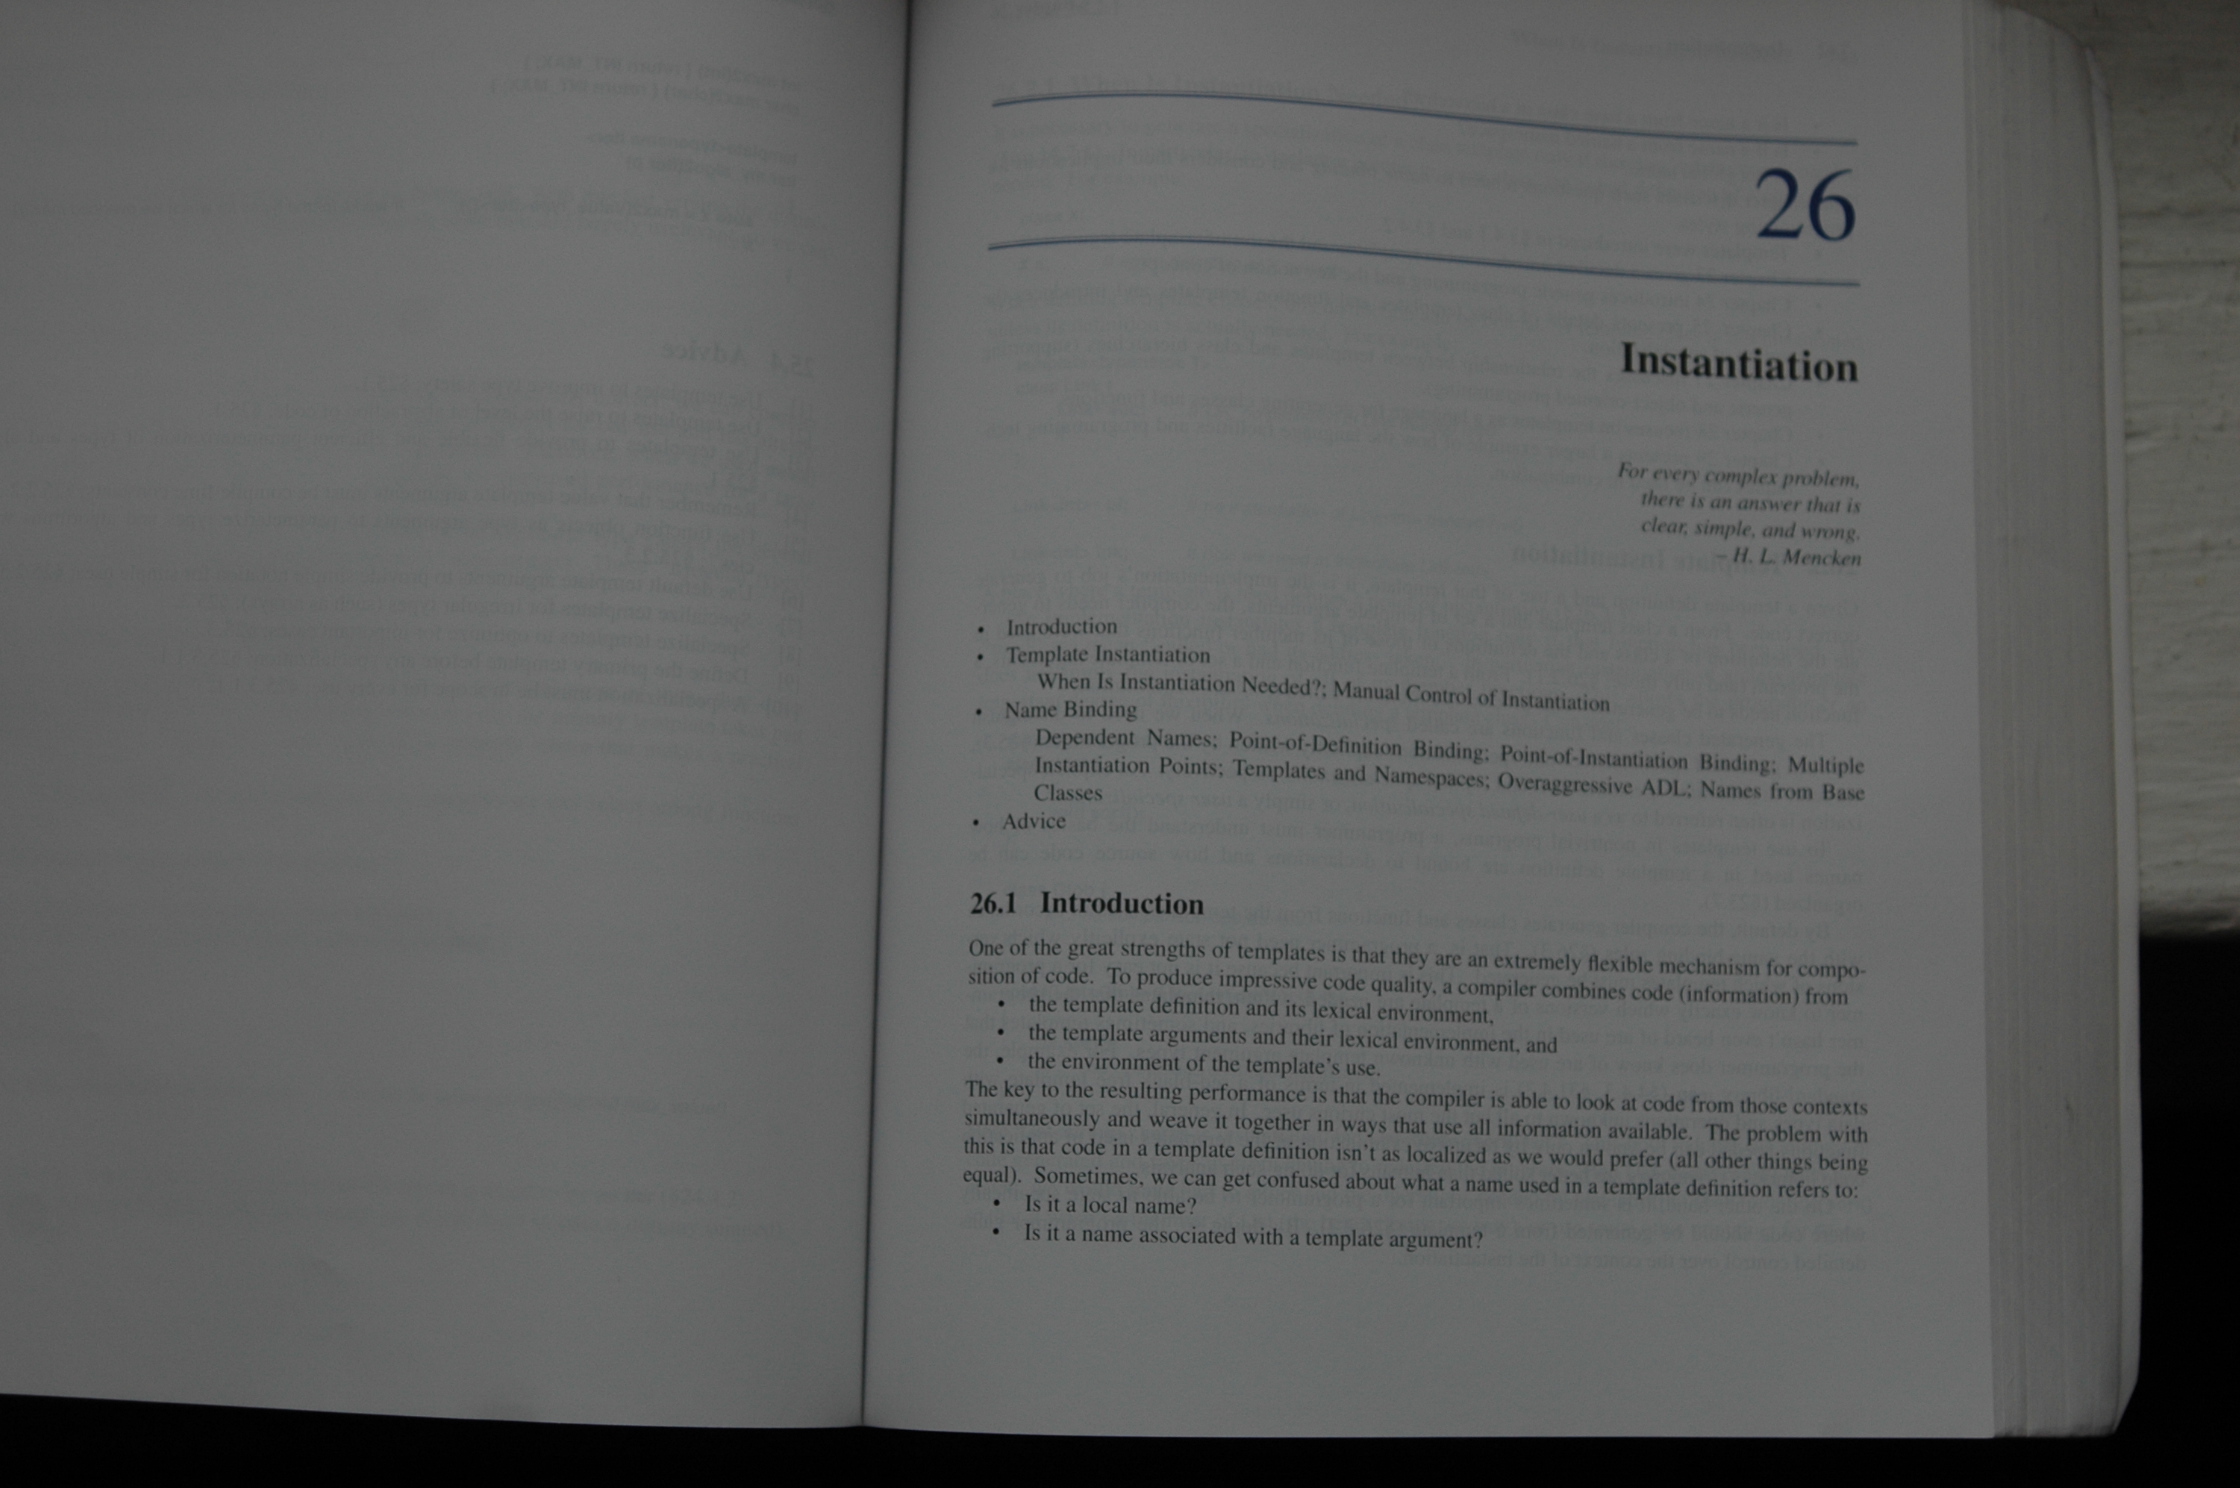 26
Instantiation
For every complex problem,
there is an answer that is
clear, simple, and wrong.
– H. L. Mencken
• Introduction
• Template Instantiation
When Is Instantiation Needed?; Manual Control of Instantiation
• Name Binding
Dependent Names; Point-of-Definition Binding; Point-of-Instantiation Binding; Multiple
Instantiation Points; Templates and Namespaces; Overaggressive ADL; Names from Base
Classes
• Advice
26.1 Introduction
One of the great strengths of templates is that they are an extremely flexible mechanism for compo-
sition of code. To produce impressive code quality, a compiler combines code (information) from
• the template definition and its lexical environment,
• the template arguments and their lexical environment, and
• the environment of the template's use.
The key to the resulting performance is that the compiler is able to look at code from those contexts
simultaneously and weave it together in ways that use all information available. The problem with
this is that code in a template definition isn't as localized as we would prefer (all other things being
equal). Sometimes, we can get confused about what a name used in a template definition refers to:
• Is it a local name?
• Is it a name associated with a template argument?